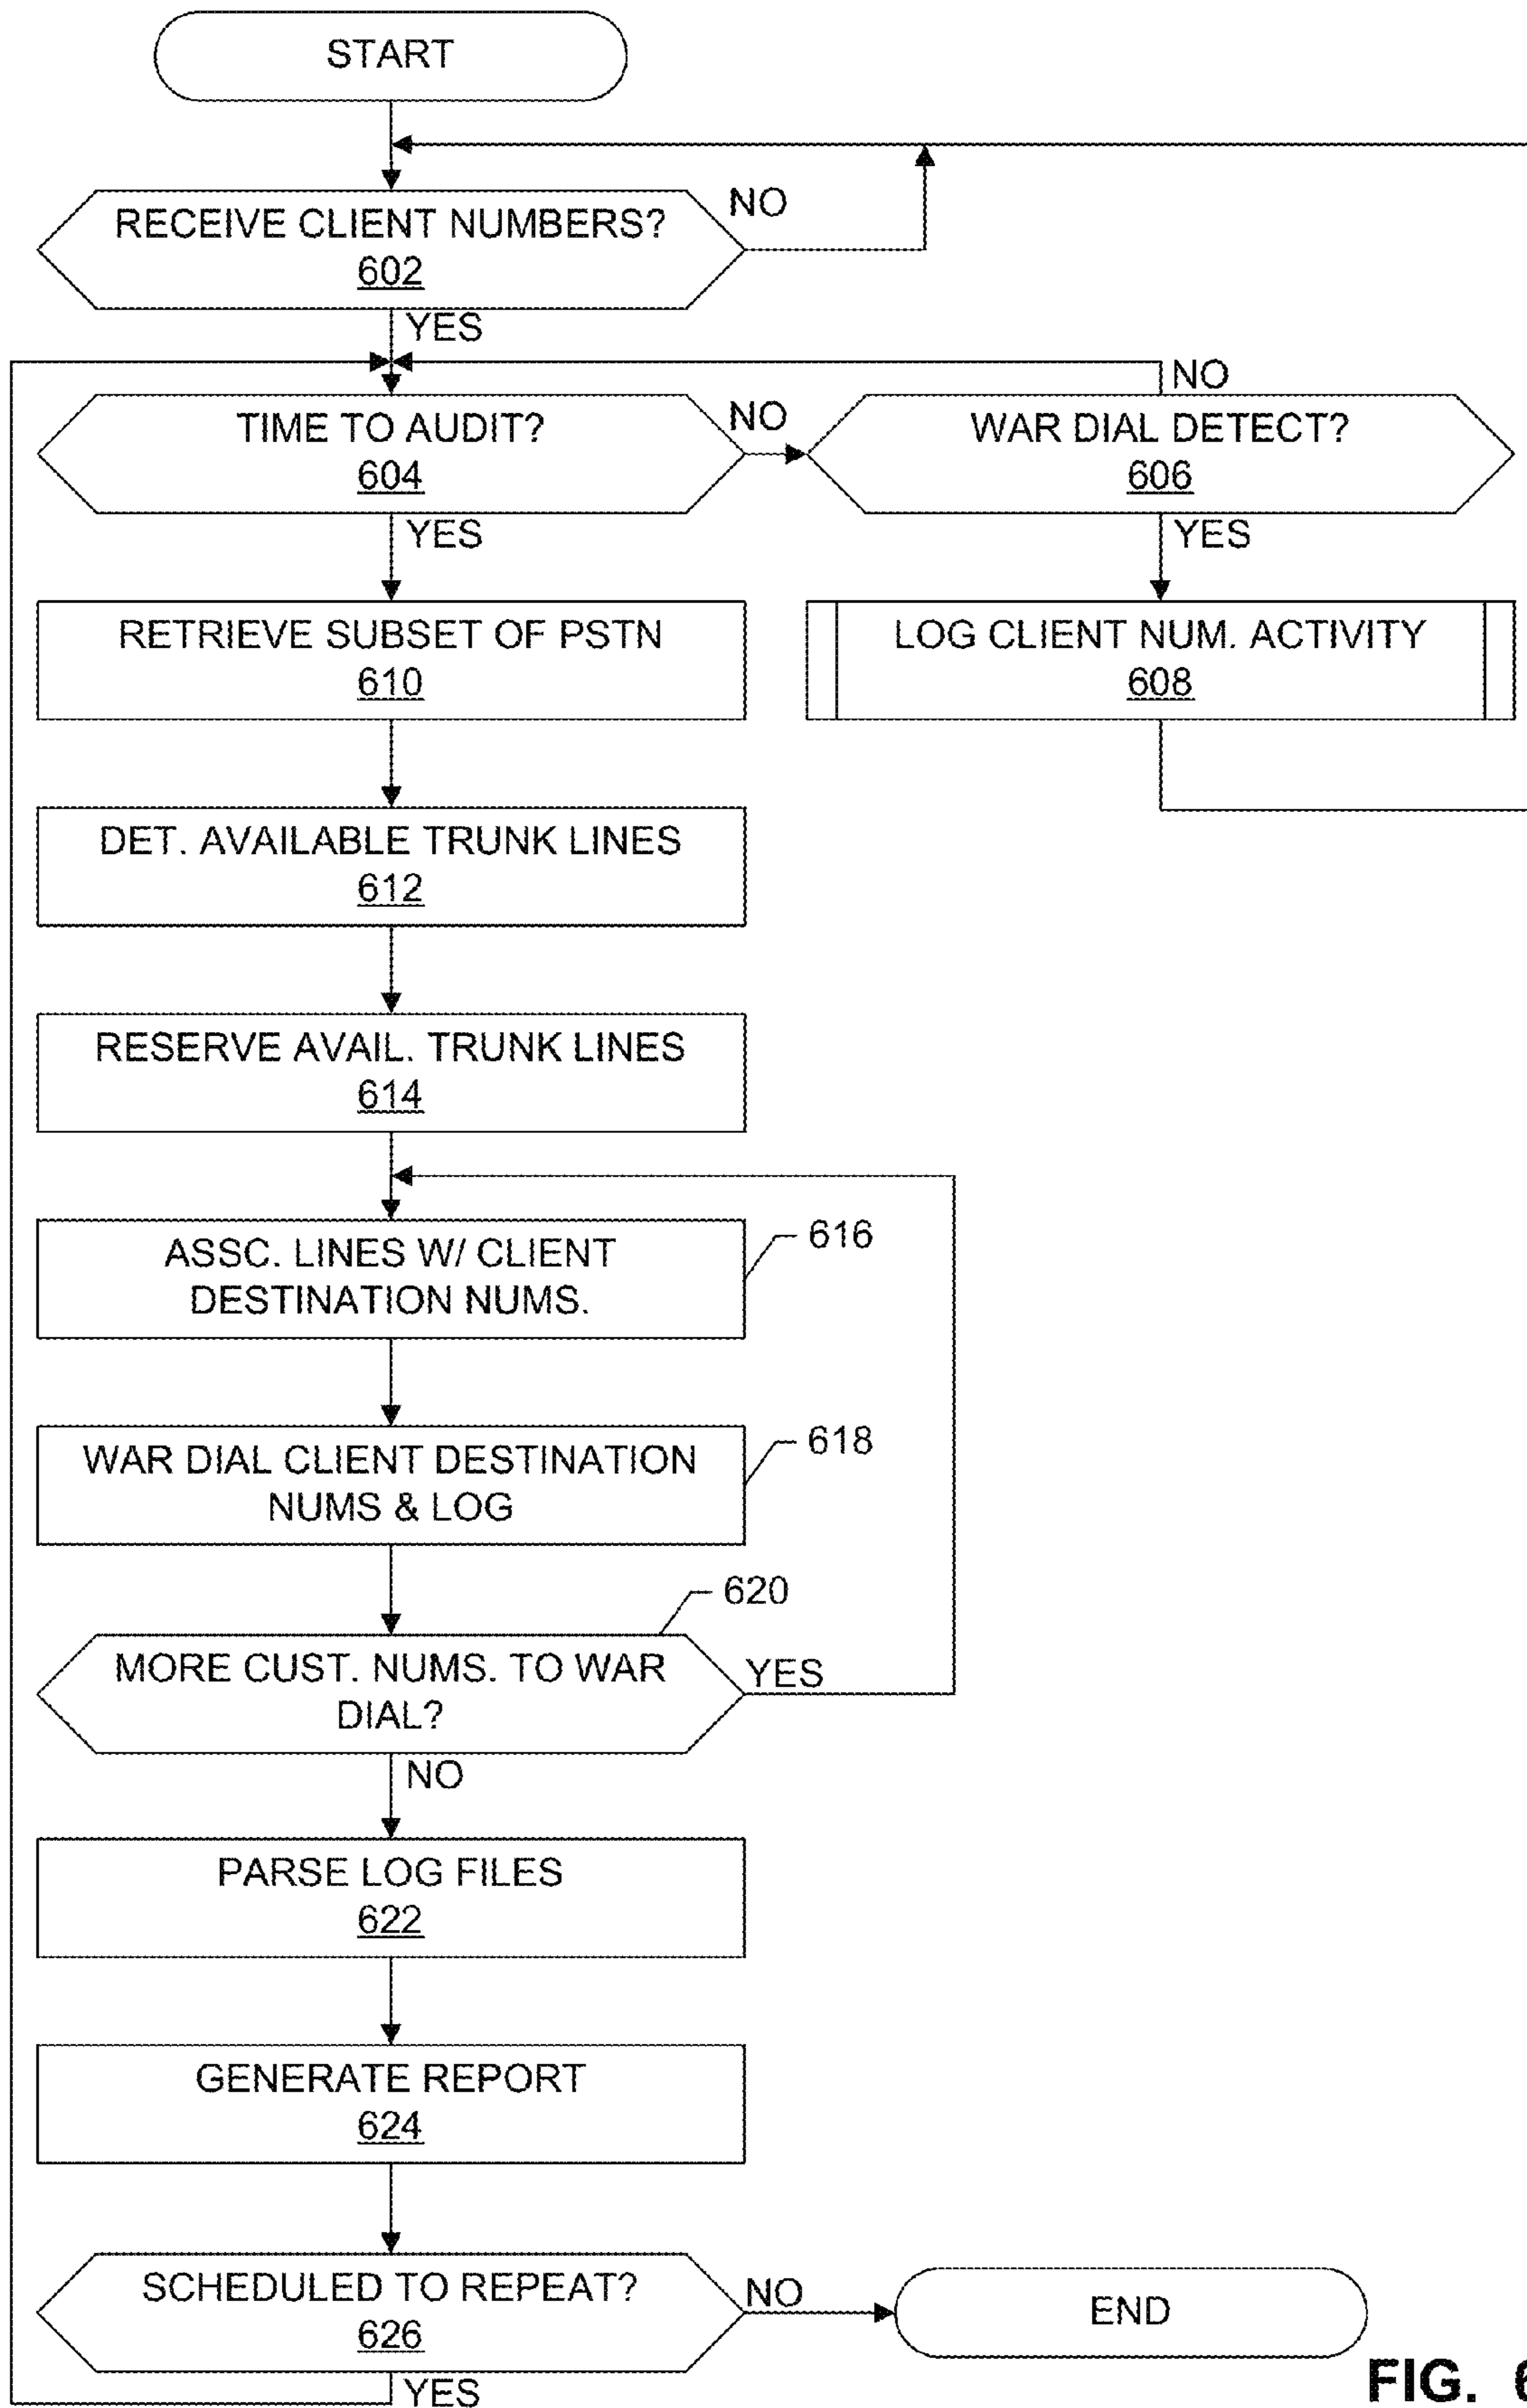 START
RECEIVE CLIENT NUMBERS?
602
NO
YES
TIME TO AUDIT?
604
NO
WAR DIAL DETECT?
606
NO
YES
YES
RETRIEVE SUBSET OF PSTN
610
LOG CLIENT NUM. ACTIVITY
608
DET. AVAILABLE TRUNK LINES
612
RESERVE AVAIL. TRUNK LINES
614
ASSC. LINES W/ CLIENT
DESTINATION NUMS.
616
WAR DIAL CLIENT DESTINATION
NUMS & LOG
618
620
MORE CUST. NUMS. TO WAR
DIAL?
YES
NO
PARSE LOG FILES
622
GENERATE REPORT
624
SCHEDULED TO REPEAT?
626
NO
END
YES
FIG. 6